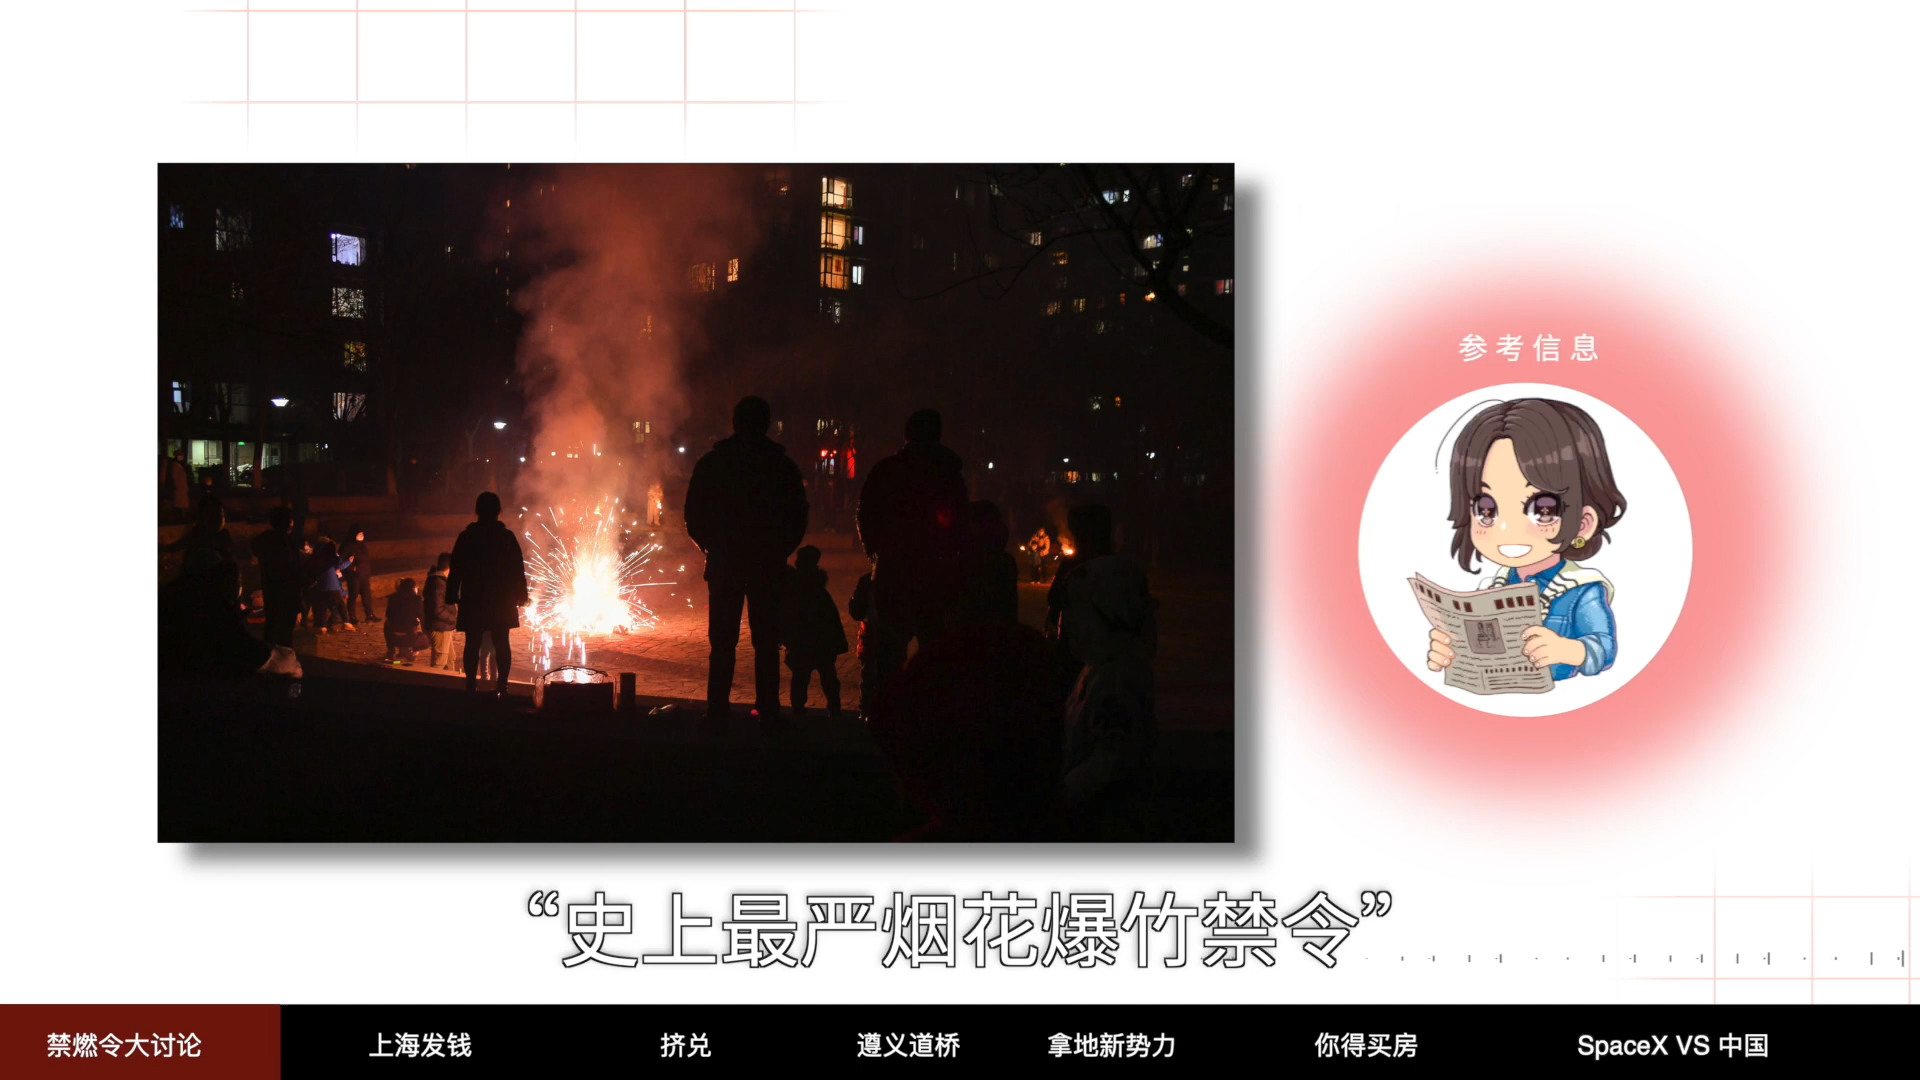 参考信息
“史上最严烟花爆竹禁令”
禁燃令大讨论
上海发钱
挤兑
遵义道桥
拿地新势力
你得买房
SpaceX VS 中国